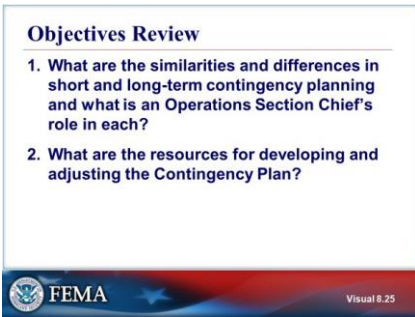 Objectives Review
1. What are the similarities and differences in
short and long-term contingency planning
and what is an Operations Section Chief's
role in each?
2. What are the resources for developing and
adjusting the Contingency Plan?
FEMA
Visual 8.25